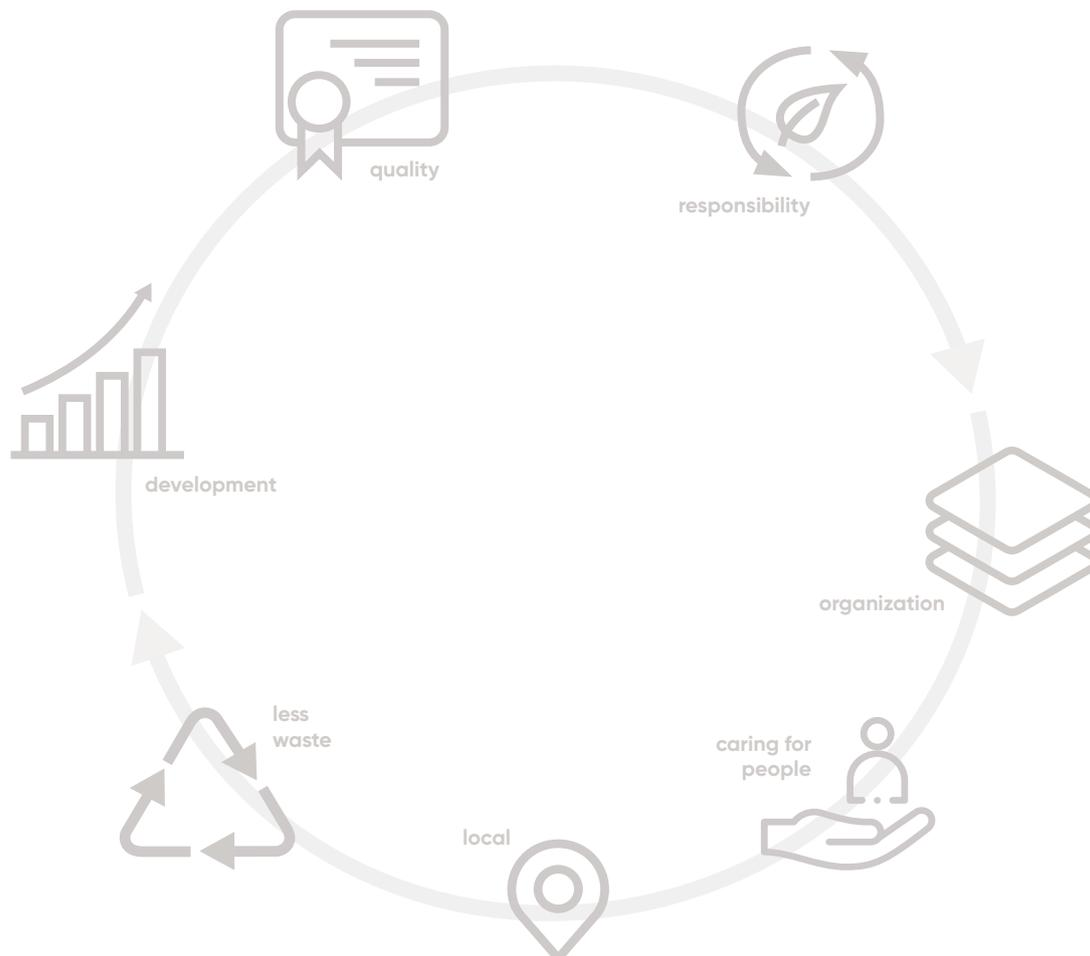 quality
responsibility
development
organization
less
waste
caring for
people
local